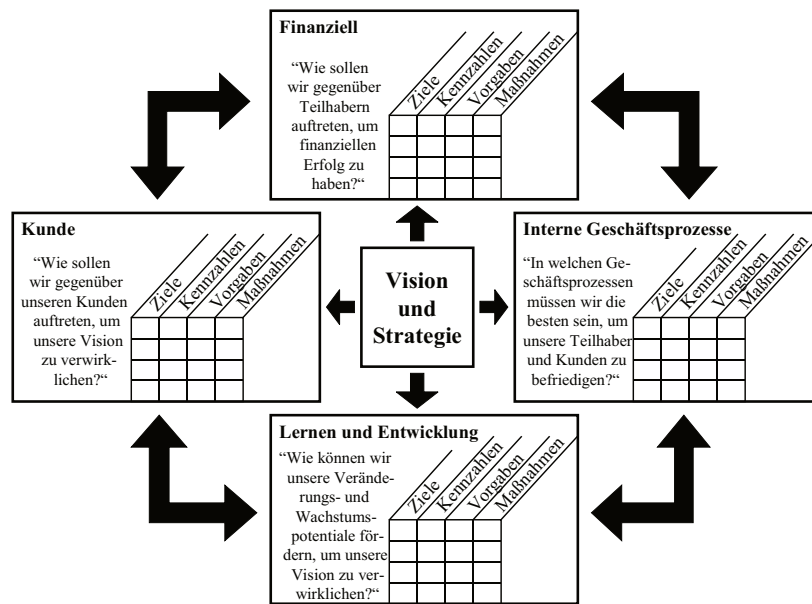 Finanziell
“Wie sollen
wir gegenüber
Teilhabern
auftreten, um
finanziellen
Erfolg zu
haben?“
Ziele
Kennzahlen
Vorgaben
Maßnahmen
Kunde
“Wie sollen
wir gegenüber
unseren Kunden
auftreten, um
unsere Vision
zu verwirk-
lichen?“
Ziele
Kennzahlen
Vorgaben
Maßnahmen
Vision
und
Strategie
Interne Geschäftsprozesse
“In welchen Ge-
schäftsprozessen
müssen wir die
besten sein, um
unsere Teilhaber
und Kunden zu
befriedigen?“
Ziele
Kennzahlen
Vorgaben
Maßnahmen
Lernen und Entwicklung
“Wie können wir
unsere Verände-
rungs- und
Wachstums-
potentiale för-
dern, um unsere
Vision zu ver-
wirklichen?“
Ziele
Kennzahlen
Vorgaben
Maßnahmen